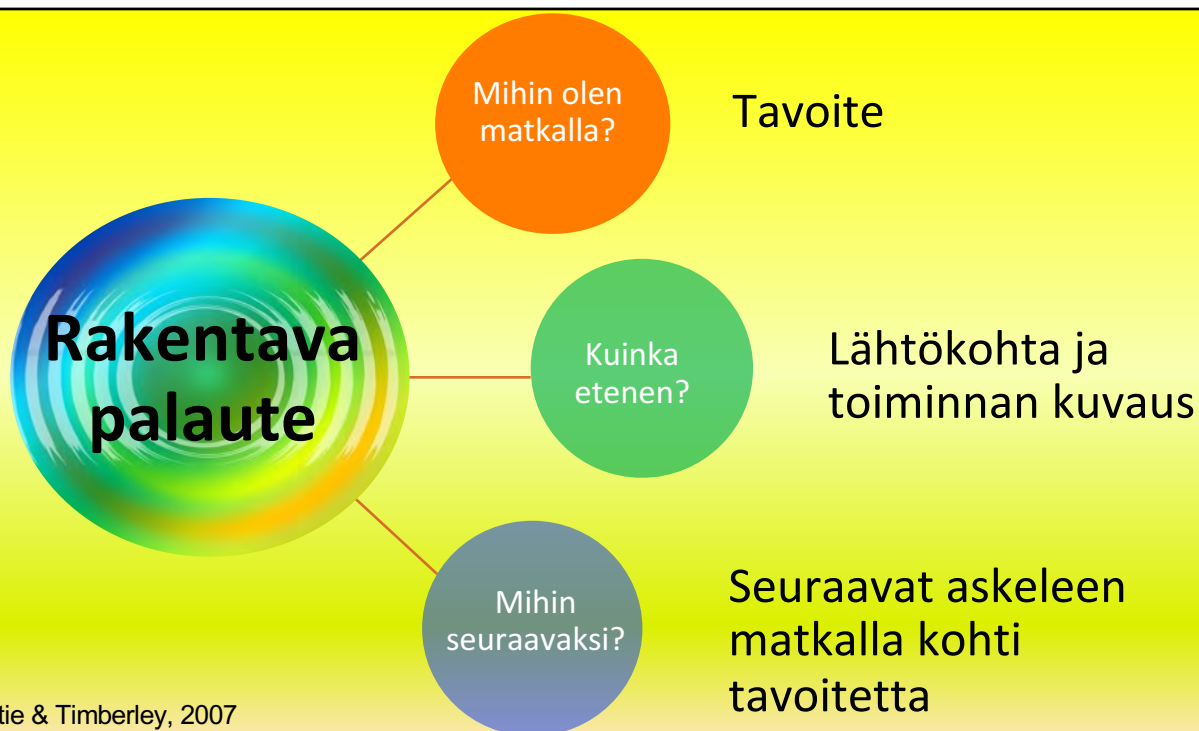 Mihin olen
matkalla?
Tavoite
Rakentava
palaute
Kuinka
etenen?
Lähtökohta ja
toiminnan kuvaus
Mihin
seuraavaksi?
Seuraavat askeleen
matkalla kohti
tavoitetta
tie & Timberley, 2007